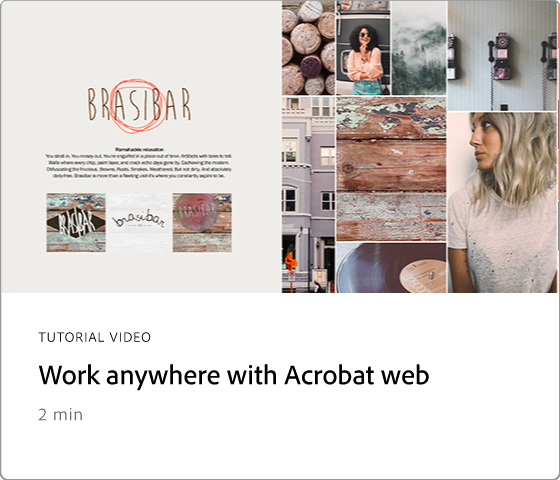 BRASIBAR
Ramshackle relaxation
You stroll in. You mosey out. You're engulfed in a place out of time. Artifacts with tales to tell.
Walls where every chip, paint layer, and crack echo days gone by. Eschewing the modern.
Obfuscating the frivolous. Browns. Rusts. Smokes. Weathered. But not dirty. And absolutely
dolly-free. Brasibar is more than a fleeting visit-it's where you constantly aspire to be.
BRASIBAR
brasibar
BRASIBAR
TUTORIAL VIDEO
Work anywhere with Acrobat web
2 min